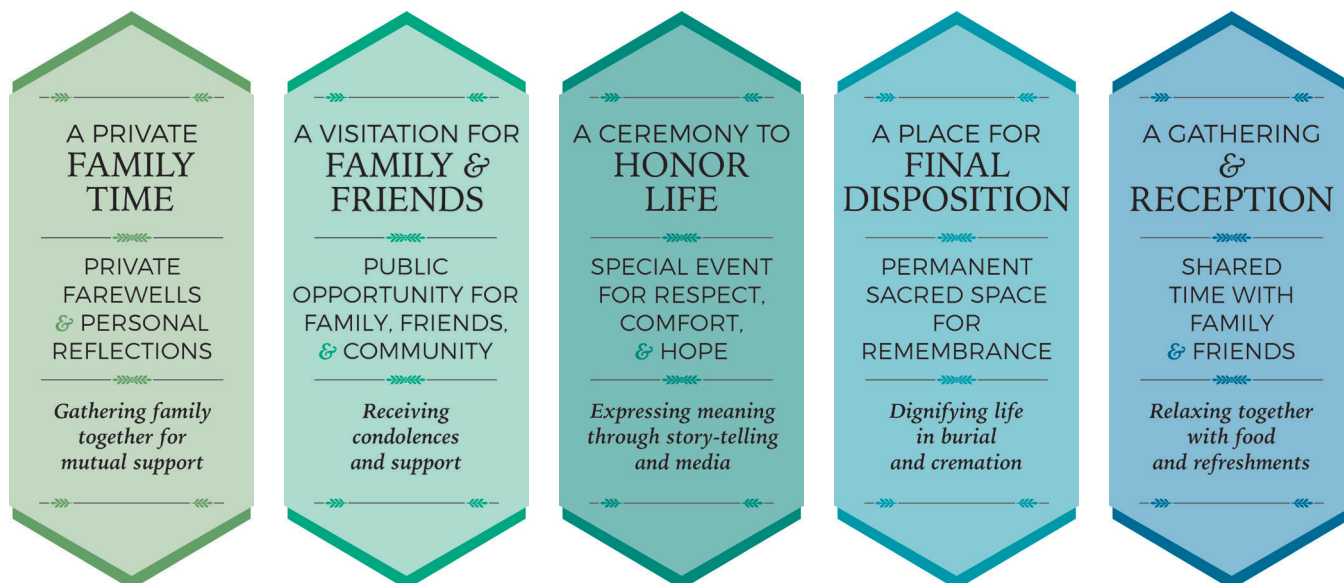 A PRIVATE
FAMILY
TIME
PRIVATE
FAREWELLS
& PERSONAL
REFLECTIONS
Gathering family
together for
mutual support
A VISITATION FOR
FAMILY &
FRIENDS
PUBLIC
OPPORTUNITY FOR
FAMILY, FRIENDS,
& COMMUNITY
Receiving
condolences
and support
A CEREMONY TO
HONOR
LIFE
SPECIAL EVENT
FOR RESPECT,
COMFORT,
& HOPE
Expressing meaning
through story-telling
and media
A PLACE FOR
FINAL
DISPOSITION
PERMANENT
SACRED SPACE
FOR
REMEMBRANCE
Dignifying life
in burial
and cremation
A GATHERING
&
RECEPTION
SHARED
TIME WITH
FAMILY
& FRIENDS
Relaxing together
with food
and refreshments